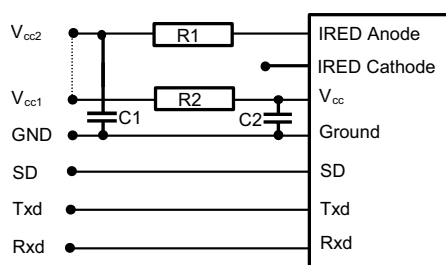 Vcc2 R1 IRED Anode
IRED Cathode
Vcc1 R2 Vcc
C1 C2
GND Ground
SD SD
Txd Txd
Rxd Rxd